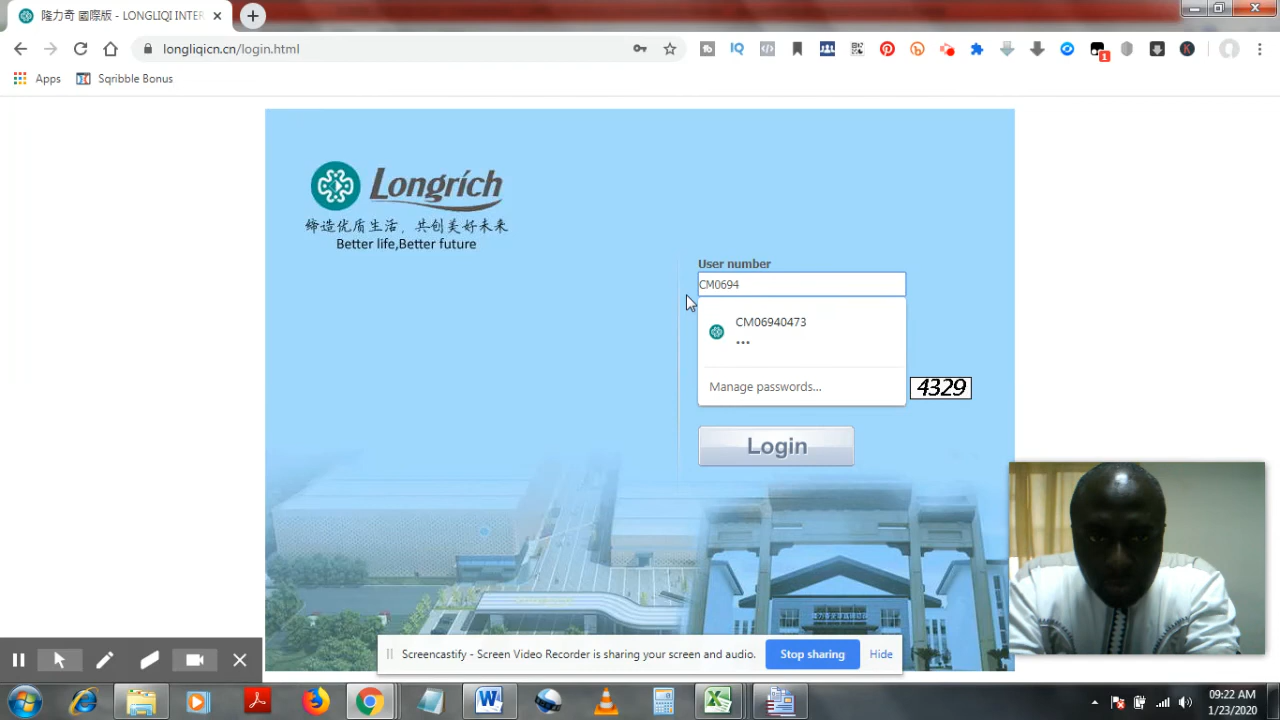 隆力奇 國際版 - LONGLIQI INTER
longliqicn.cn/login.html
IQ
1
K
Apps
Sqribble Bonus
Longrích
缔造优质生活，共创美好未来
Better life,Better future
User number
CM0694
CM06940473
•••
Manage passwords...
4329
Login
Screencastify - Screen Video Recorder is sharing your screen and audio.
Stop sharing
Hide
09:22 AM
1/23/2020